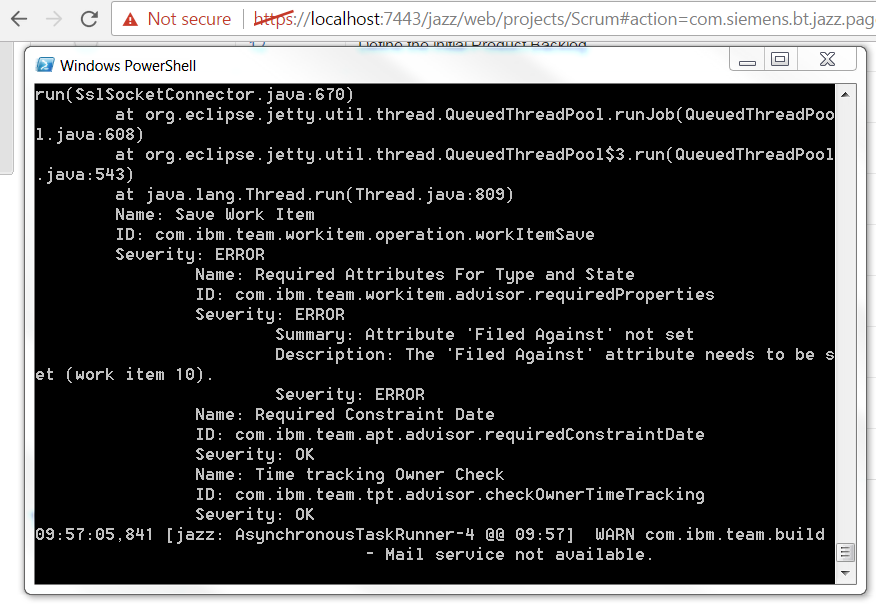 Not secure | https://localhost:7443/jazz/web/projects/Scrum#action=com.siemens.bt.jazz.pag
Define the Initial Product Backlog
Windows PowerShell
run(SslSocketConnector.java:670)
at org.eclipse.jetty.util.thread.QueuedThreadPool.runJob(QueuedThreadPoo
l.java:608)
at org.eclipse.jetty.util.thread.QueuedThreadPool$3.run(QueuedThreadPool
.java:543)
at java.lang.Thread.run(Thread.java:809)
Name: Save Work Item
ID: com.ibm.team.workitem.operation.workItemSave
Severity: ERROR
Name: Required Attributes For Type and State
ID: com.ibm.team.workitem.advisor.requiredProperties
Severity: ERROR
Summary: Attribute 'Filed Against' not set
Description: The 'Filed Against' attribute needs to be s
et (work item 10).
Severity: ERROR
Name: Required Constraint Date
ID: com.ibm.team.apt.advisor.requiredConstraintDate
Severity: OK
Name: Time tracking Owner Check
ID: com.ibm.team.tpt.advisor.checkOwnerTimeTracking
Severity: OK
09:57:05,841 [jazz: AsynchronousTaskRunner-4 @@ 09:57]  WARN com.ibm.team.build
- Mail service not available.